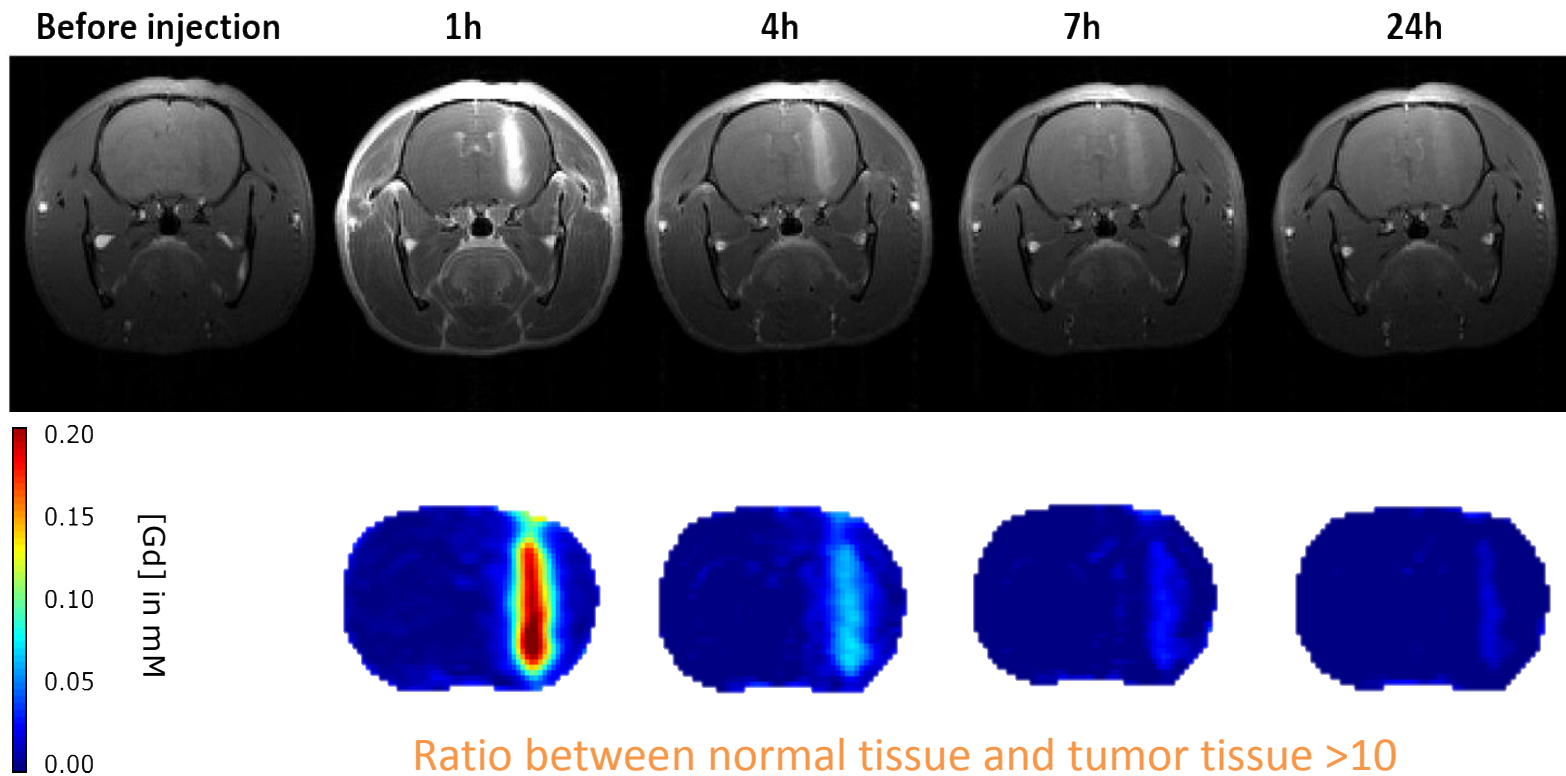 Before injection
1h
4h
7h
24h
0.20
0.15
0.10
0.05
0.00
[Gd] in mM
Ratio between normal tissue and tumor tissue >10